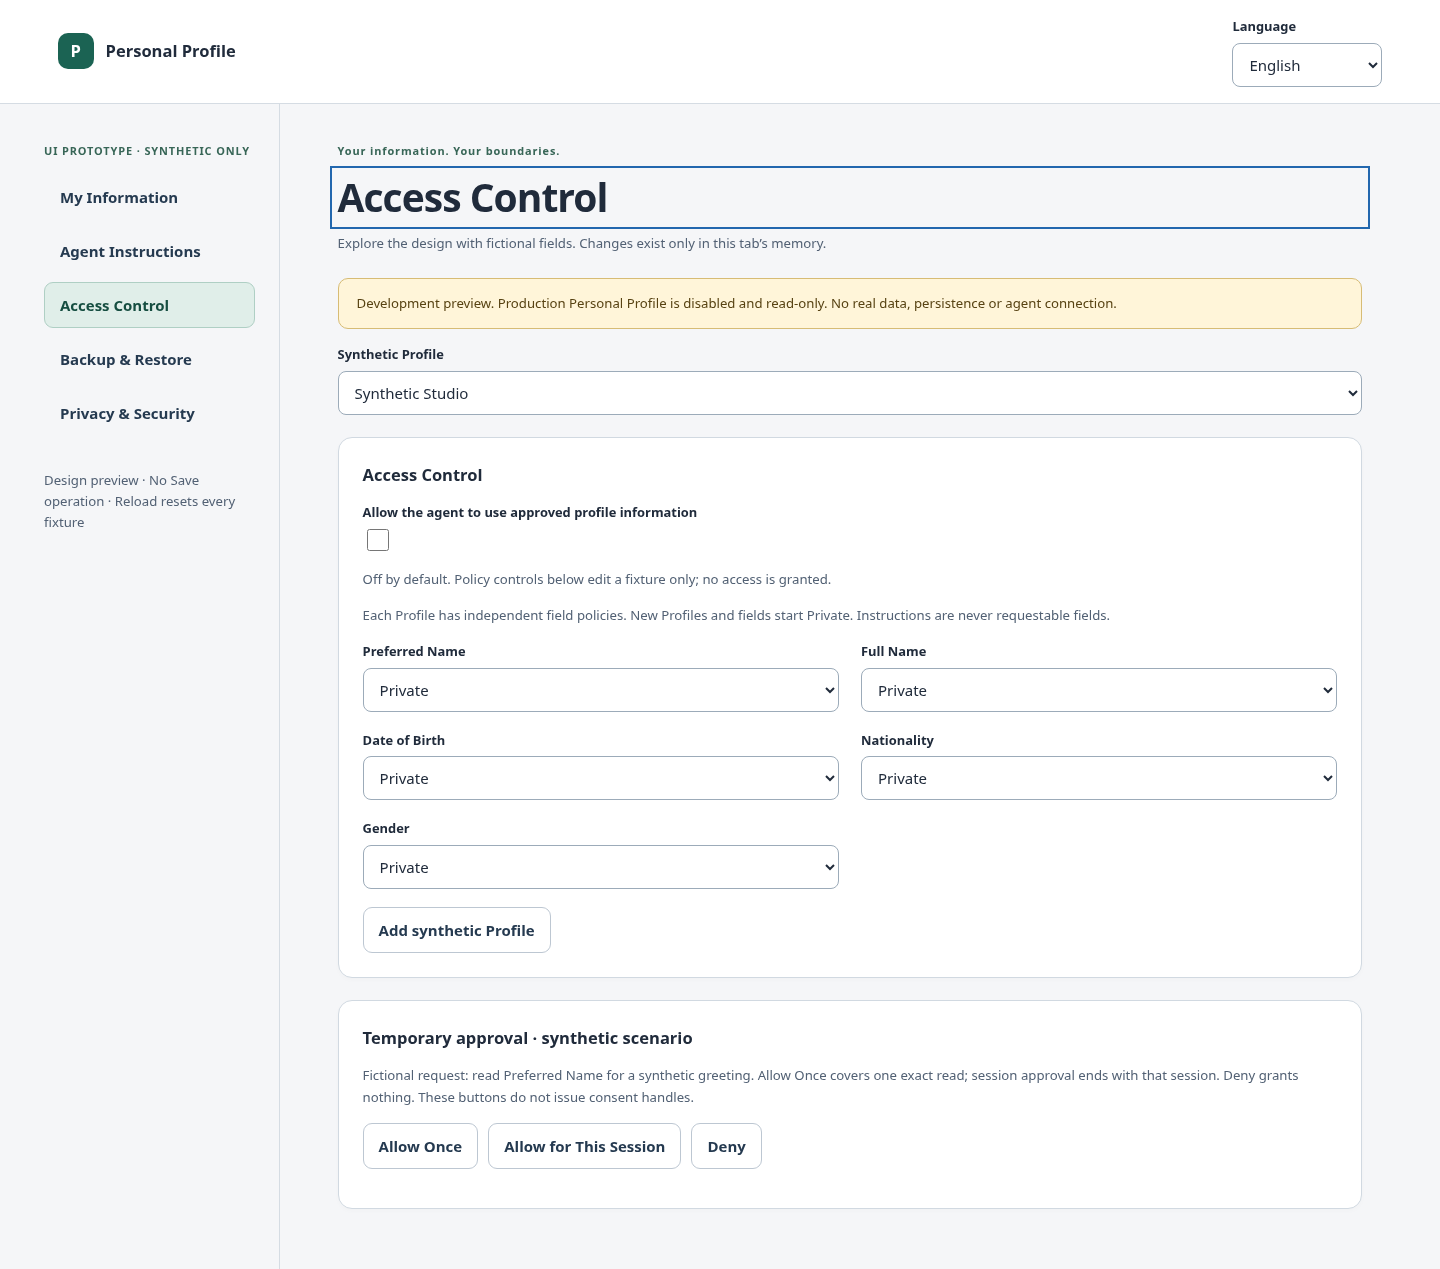 P Personal Profile
Language
English
UI PROTOTYPE · SYNTHETIC ONLY
My Information
Agent Instructions
Access Control
Backup & Restore
Privacy & Security
Design preview · No Save
operation · Reload resets every
fixture
Your information. Your boundaries.
Access Control
Explore the design with fictional fields. Changes exist only in this tab’s memory.
Development preview. Production Personal Profile is disabled and read-only. No real data, persistence or agent connection.
Synthetic Profile
Synthetic Studio
Access Control
Allow the agent to use approved profile information
Off by default. Policy controls below edit a fixture only; no access is granted.
Each Profile has independent field policies. New Profiles and fields start Private. Instructions are never requestable fields.
Preferred Name
Private
Full Name
Private
Date of Birth
Private
Nationality
Private
Gender
Private
Add synthetic Profile
Temporary approval · synthetic scenario
Fictional request: read Preferred Name for a synthetic greeting. Allow Once covers one exact read; session approval ends with that session. Deny grants
nothing. These buttons do not issue consent handles.
Allow Once
Allow for This Session
Deny